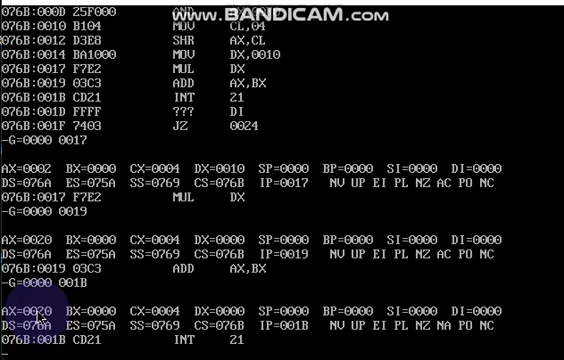 076B:000D 25F000 AND
www.BANDICAM.com
076B:0010 B104 MOV CL,04
076B:0012 D3E8 SHR AX,CL
076B:0014 BA1000 MOV DX,0010
076B:0017 F7E2 MUL DX
076B:0019 03C3 ADD AX,BX
076B:001B CD21 INT 21
076B:001D FFFF ??? DI
076B:001F 7403 JZ 0024
-G=0000 0017
AX=0002 BX=0000 CX=0004 DX=0010 SP=0000 BP=0000 SI=0000 DI=0000
DS=076A ES=075A SS=0769 CS=076B IP=0017 NV UP EI PL NZ AC PO NC
076B:0017 F7E2 MUL DX
-G=0000 0019
AX=0020 BX=0000 CX=0004 DX=0000 SP=0000 BP=0000 SI=0000 DI=0000
DS=076A ES=075A SS=0769 CS=076B IP=0019 NV UP EI PL NZ AC PO NC
076B:0019 03C3 ADD AX,BX
-G=0000 001B
AX=0020 BX=0000 CX=0004 DX=0000 SP=0000 BP=0000 SI=0000 DI=0000
DS=076A ES=075A SS=0769 CS=076B IP=001B NV UP EI PL NZ NA PO NC
076B:001B CD21 INT 21
-